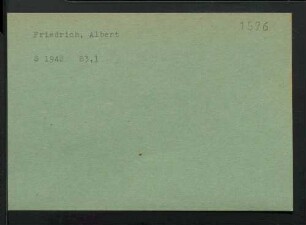 1576
Friedrich, Albert
B 1942 R3.1